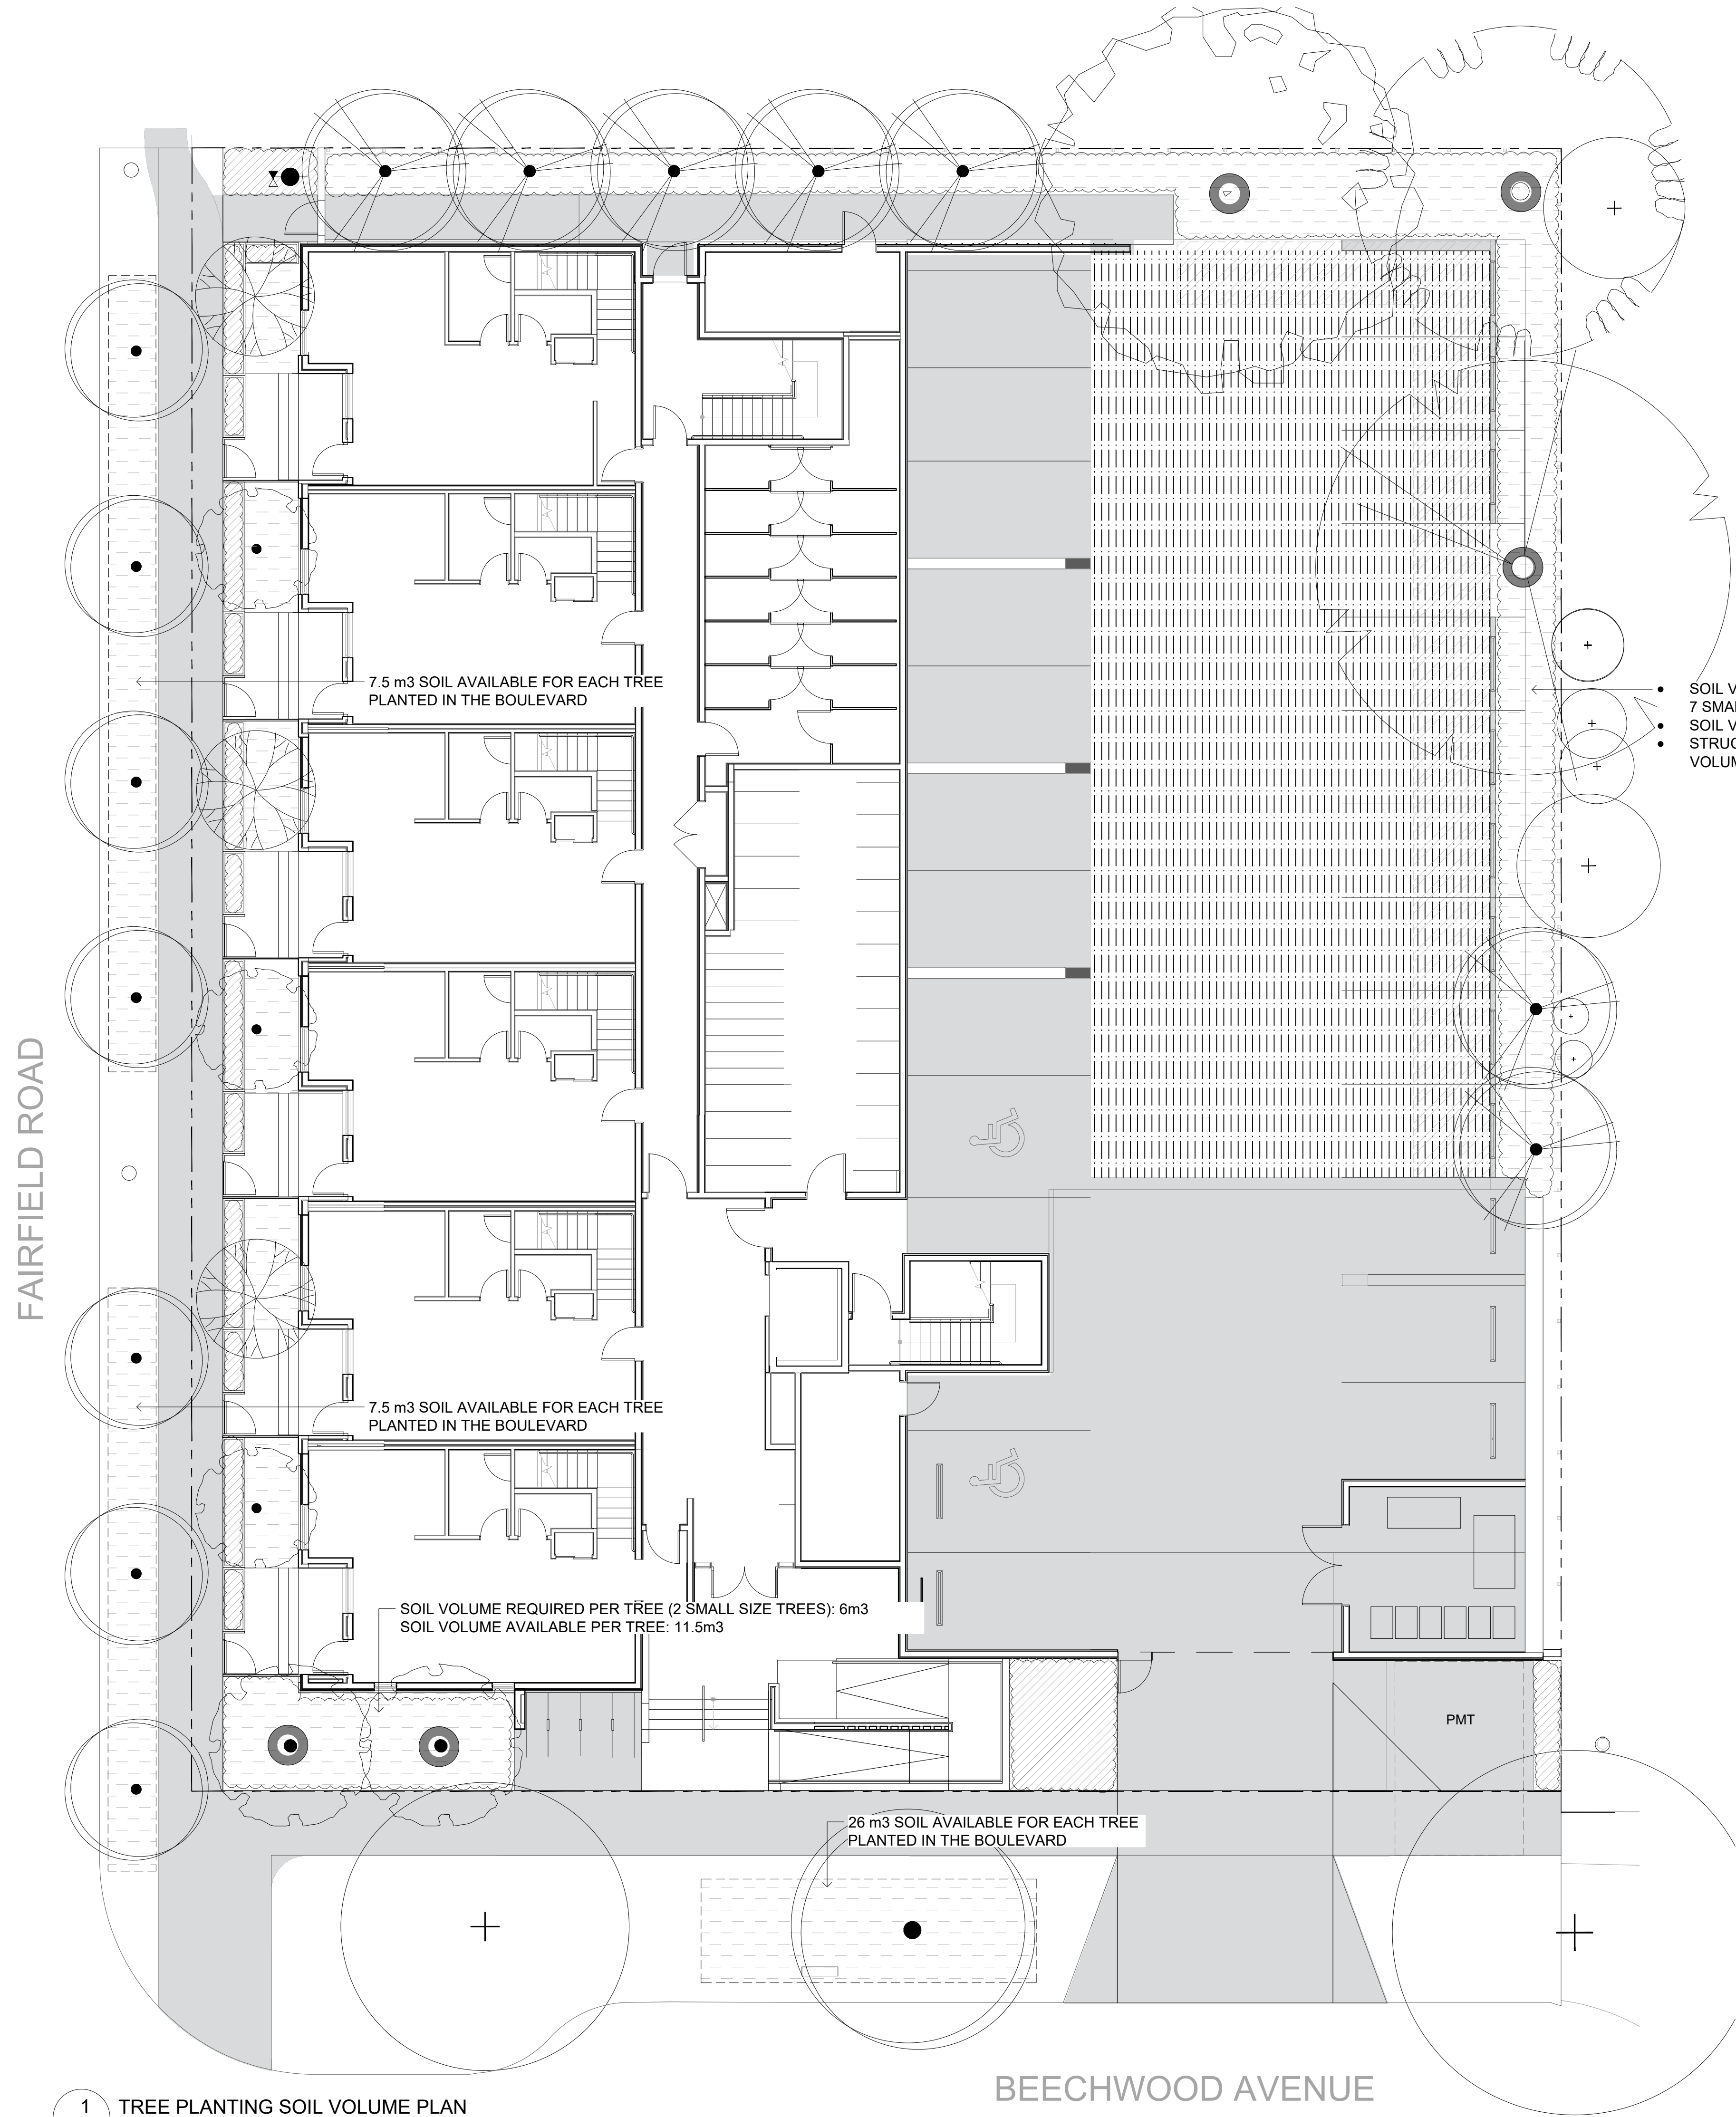 7.5 m3 SOIL AVAILABLE FOR EACH TREE
PLANTED IN THE BOULEVARD
SOIL V
7 SMA
SOIL V
STRUC
VOLUM
FAIRFIELD ROAD
7.5 m3 SOIL AVAILABLE FOR EACH TREE
PLANTED IN THE BOULEVARD
SOIL VOLUME REQUIRED PER TREE (2 SMALL SIZE TREES): 6m3
SOIL VOLUME AVAILABLE PER TREE: 11.5m3
PMT
26 m3 SOIL AVAILABLE FOR EACH TREE
PLANTED IN THE BOULEVARD
BEECHWOOD AVENUE
1 TREE PLANTING SOIL VOLUME PLAN